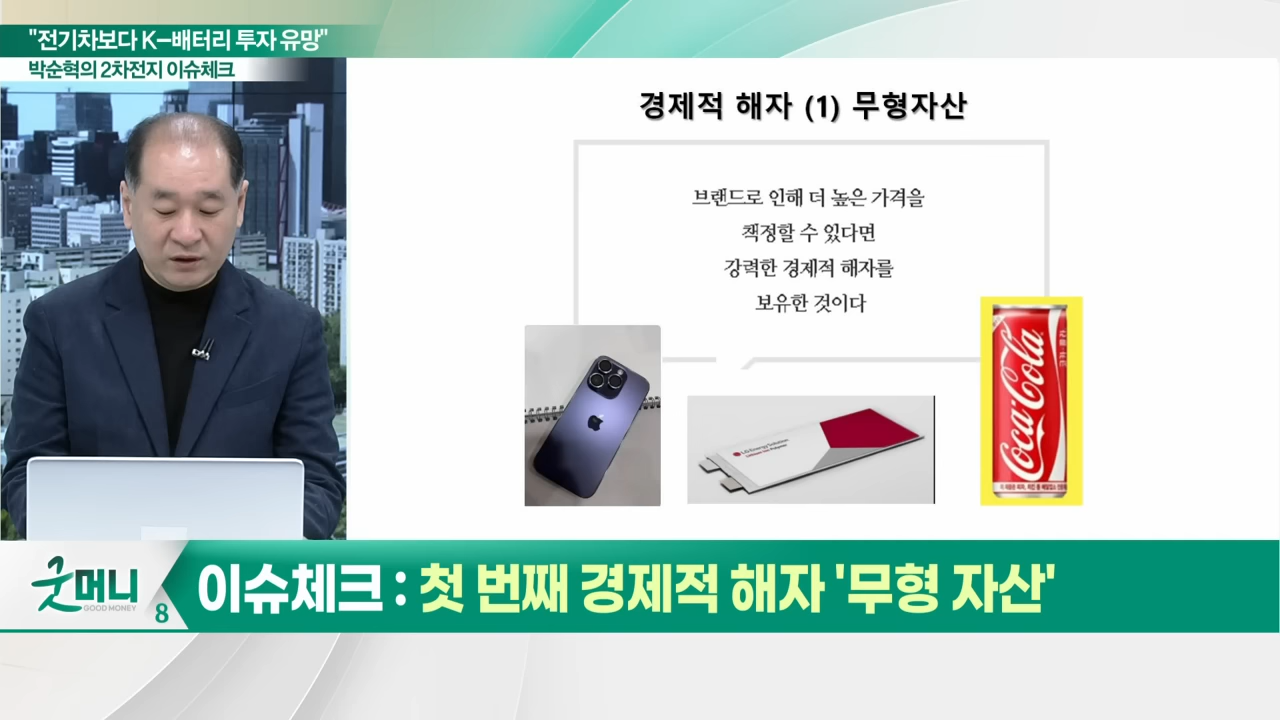 "전기차보다 K-배터리 투자 유망"
박순혁의 2차전지 이슈체크
경제적 해자 (1) 무형자산
브랜드로 인해 더 높은 가격을
책정할 수 있다면
강력한 경제적 해자를
보유한 것이다
LG Energy Solution
Coca-Cola
굿머니
GOOD MONEY
8
이슈체크 : 첫 번째 경제적 해자 '무형 자산'